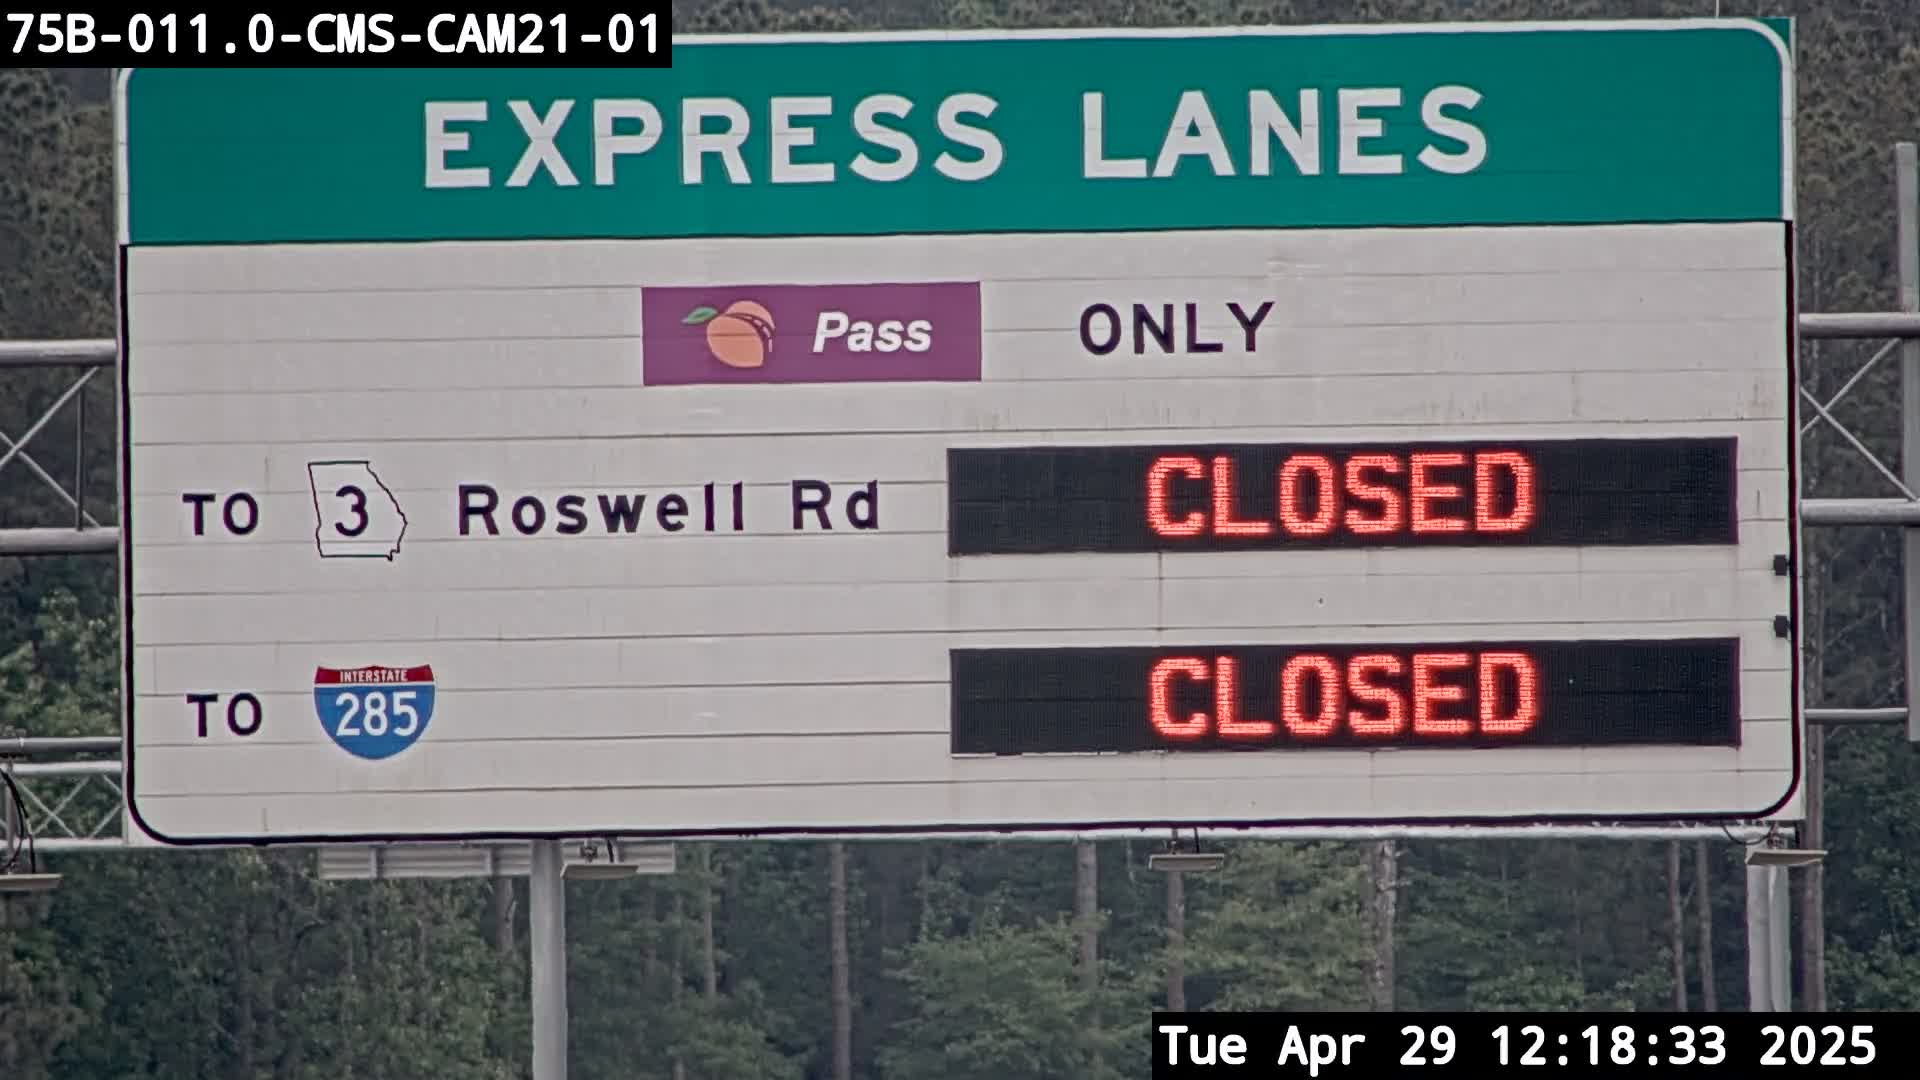 75B-011.0-CMS-CAM21-01
EXPRESS LANES
Pass ONLY
TO 3 Roswell Rd CLOSED
TO INTERSTATE 285 CLOSED
Tue Apr 29 12:18:33 2025